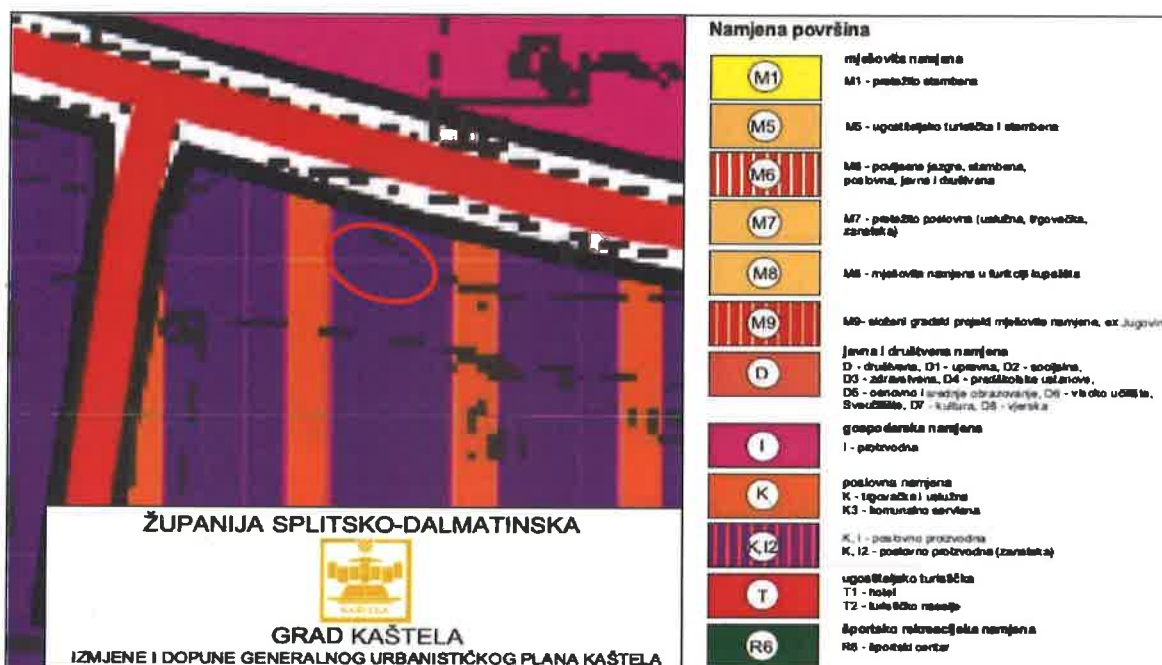 ŽUPANIJA SPLITSKO-DALMATINSKA
KAŠTELA
GRAD KAŠTELA
IZMJENE I DOPUNE GENERALNOG URBANISTIČKOG PLANA KAŠTELA
Namjena površina
M1
mješovita namjena
M1 - pretežito stambena
M5
M5 - ugostiteljsko turistička i stambena
M6
M6 - povijesne jezgre, stambena,
poslovna, javna i društvena
M7
M7 - pretežito poslovna (uslužna, trgovačka,
zanatska)
M8
M8 - mješovita namjena u funkciji kupališta
M9
M9- složeni gradski projekti mješovite namjene, ex Jugovin
D
javna i društvena namjena
D - društvena, D1 - upravna, D2 - socijalna,
D3 - zdravstvena, D4 - predškolske ustanove,
D5 - osnovno i srednje obrazovanje, D6 - visoko učilište,
Sveučilište, D7 - kultura, D8 - vjerska
I
gospodarska namjena
I - proizvodna
K
poslovna namjena
K - trgovačka i uslužna
K3 - komunalno servisna
K,I2
K, I - poslovno proizvodna
K, I2 - poslovno proizvodna (zanatska)
T
ugostiteljsko turistička
T1 - hotel
T2 - turističko naselje
R6
športsko rekreacijska namjena
R6 - športski centar